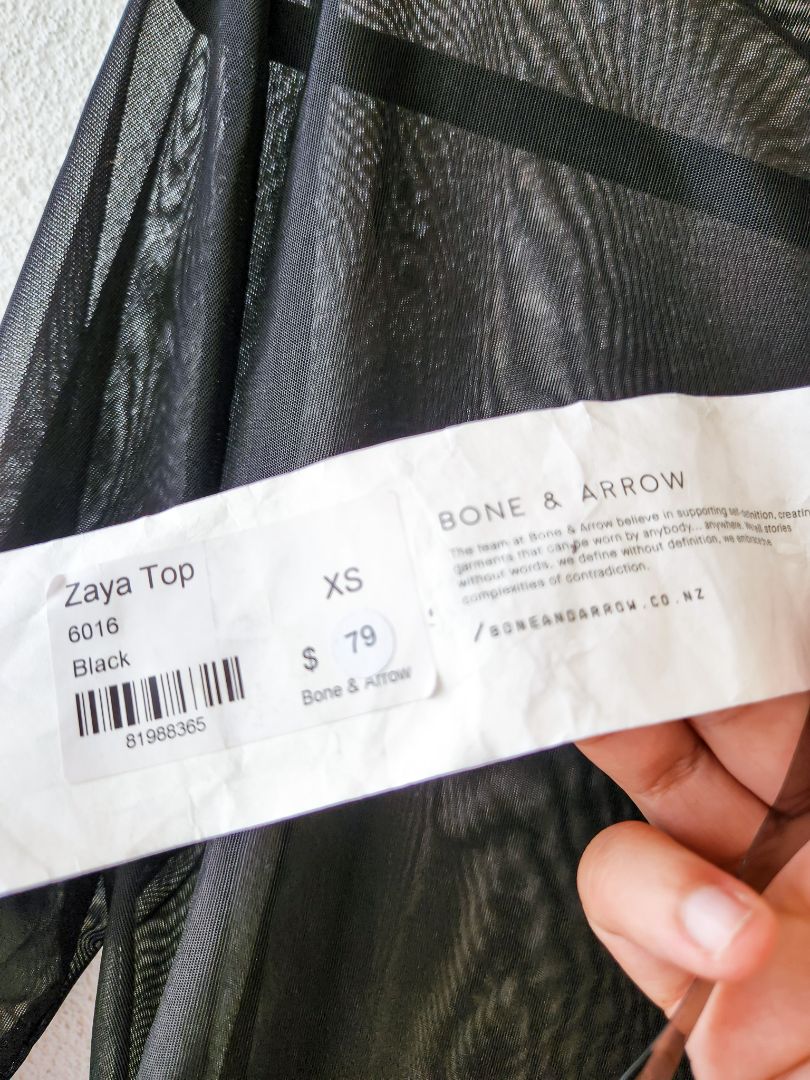 Zaya Top
6016
Black
81988365
XS
$ 79
Bone & Arrow
BONE & ARROW
The team at Bone & Arrow believe in supporting self-definition, creatin
garments that can be worn by anybody... anywhere. We tell stories
without words, we define without definition, we embrace the
complexities of contradiction.
/BONEANDARROW.CO.NZ